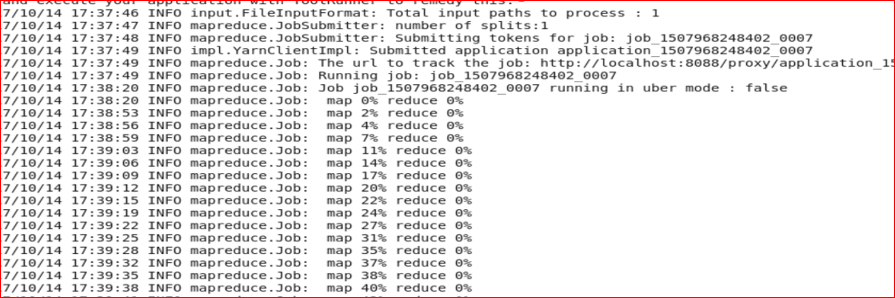 and execute your application with ToolRunner to remedy this.
7/10/14 17:37:46 INFO input.FileInputFormat: Total input paths to process : 1
7/10/14 17:37:47 INFO mapreduce.JobSubmitter: number of splits:1
7/10/14 17:37:48 INFO mapreduce.JobSubmitter: Submitting tokens for job: job_1507968248402_0007
7/10/14 17:37:49 INFO impl.YarnClientImpl: Submitted application application_1507968248402_0007
7/10/14 17:37:49 INFO mapreduce.Job: The url to track the job: http://localhost:8088/proxy/application_15
7/10/14 17:37:49 INFO mapreduce.Job: Running job: job_1507968248402_0007
7/10/14 17:38:20 INFO mapreduce.Job: Job job_1507968248402_0007 running in uber mode : false
7/10/14 17:38:20 INFO mapreduce.Job:  map 0% reduce 0%
7/10/14 17:38:53 INFO mapreduce.Job:  map 2% reduce 0%
7/10/14 17:38:56 INFO mapreduce.Job:  map 4% reduce 0%
7/10/14 17:38:59 INFO mapreduce.Job:  map 7% reduce 0%
7/10/14 17:39:03 INFO mapreduce.Job:  map 11% reduce 0%
7/10/14 17:39:06 INFO mapreduce.Job:  map 14% reduce 0%
7/10/14 17:39:09 INFO mapreduce.Job:  map 17% reduce 0%
7/10/14 17:39:12 INFO mapreduce.Job:  map 20% reduce 0%
7/10/14 17:39:15 INFO mapreduce.Job:  map 22% reduce 0%
7/10/14 17:39:19 INFO mapreduce.Job:  map 24% reduce 0%
7/10/14 17:39:22 INFO mapreduce.Job:  map 27% reduce 0%
7/10/14 17:39:25 INFO mapreduce.Job:  map 31% reduce 0%
7/10/14 17:39:28 INFO mapreduce.Job:  map 35% reduce 0%
7/10/14 17:39:32 INFO mapreduce.Job:  map 37% reduce 0%
7/10/14 17:39:35 INFO mapreduce.Job:  map 38% reduce 0%
7/10/14 17:39:38 INFO mapreduce.Job:  map 40% reduce 0%